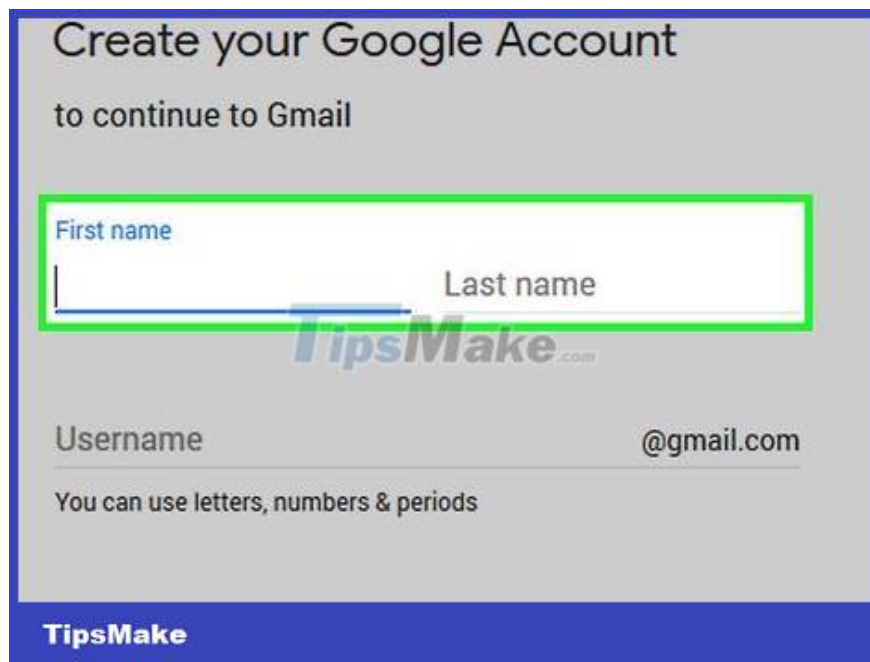 Create your Google Account
to continue to Gmail
First name
Last name
TipsMake.com
Username @gmail.com
You can use letters, numbers & periods
TipsMake